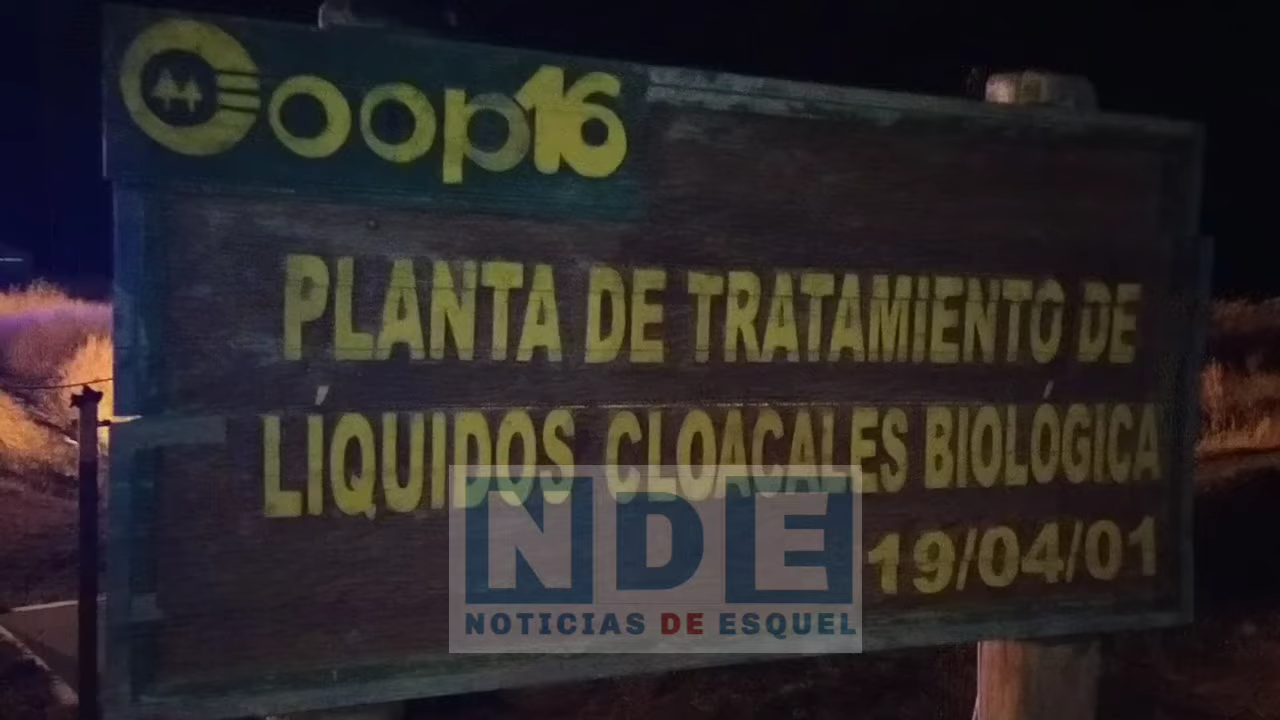 Coop16
PLANTA DE TRATAMIENTO DE
LÍQUIDOS CLOACALES BIOLÓGICA
19/04/01
NDE
NOTICIAS DE ESQUEL